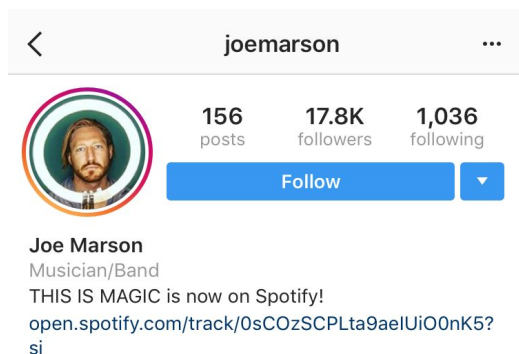 joemarson
156 17.8K 1,036
posts followers following
Follow
Joe Marson
Musician/Band
THIS IS MAGIC is now on Spotify!
open.spotify.com/track/0sCOzSCPLta9aeIUiO0nK5?
si